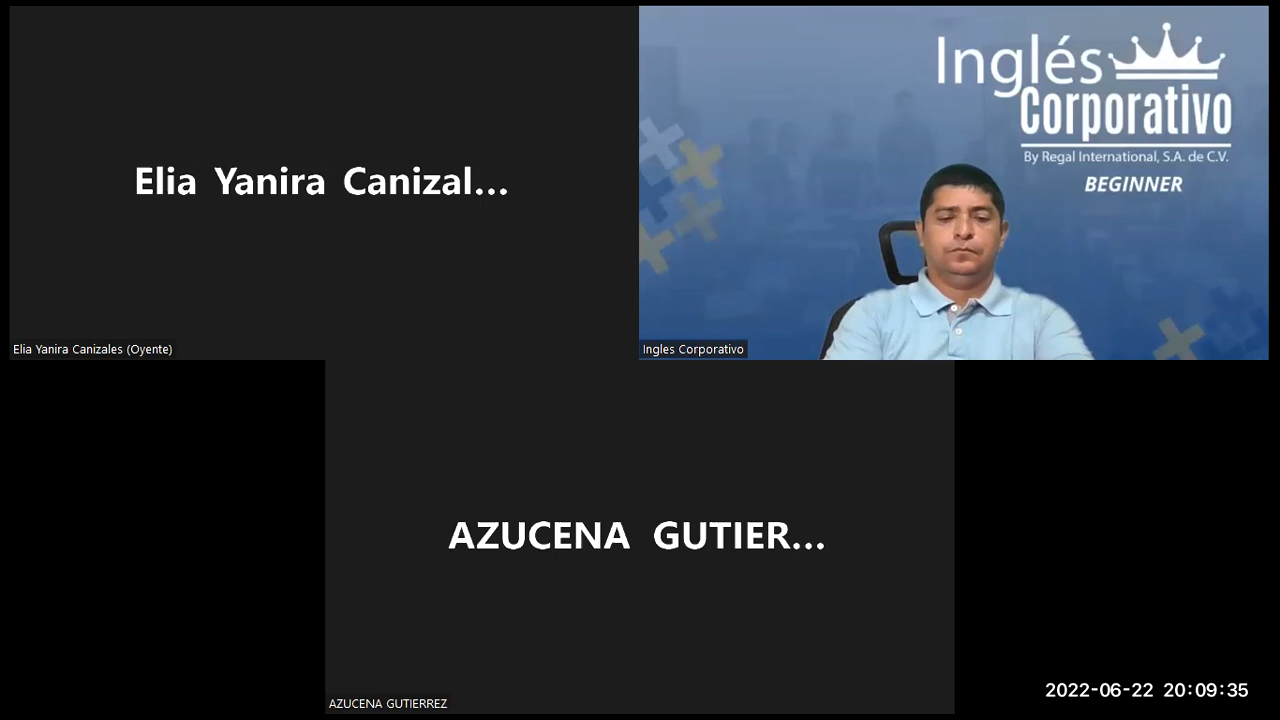 Elia Yanira Canizal...
Elia Yanira Canizales (Oyente)
Inglés
Corporativo
By Regal International, S.A. de C.V.
BEGINNER
Ingles Corporativo
AZUCENA GUTIER...
AZUCENA GUTIERREZ
2022-06-22 20:09:35